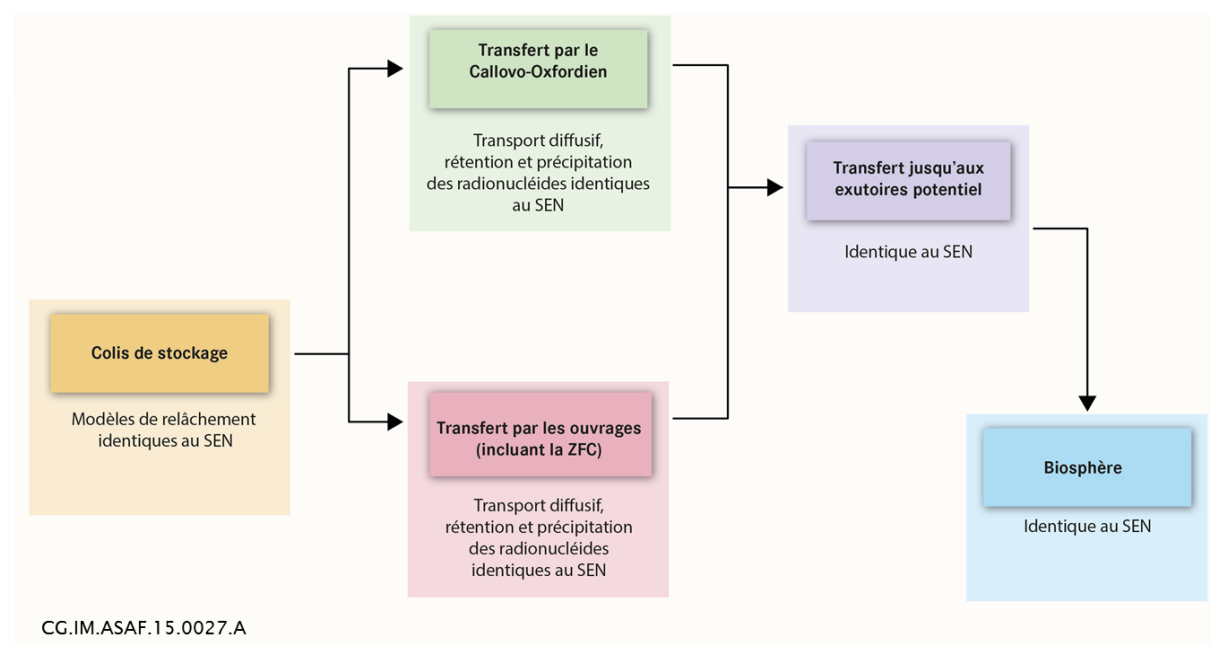 Transfert par le
Callovo-Oxfordien
Transport diffusif,
rétention et précipitation
des radionucléides identiques
au SEN
Transfert jusqu'aux
exutoires potentiel
Identique au SEN
Colis de stockage
Modèles de relâchement
identiques au SEN
Transfert par les ouvrages
(incluant la ZFC)
Transport diffusif,
rétention et précipitation
des radionucléides
identiques au SEN
Biosphère
Identique au SEN
CG.IM.ASAF.15.0027.A